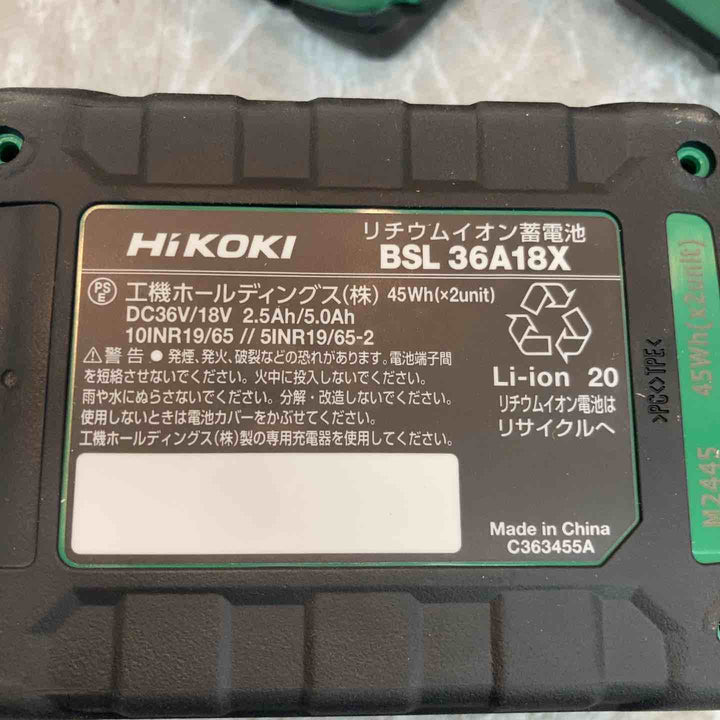 HiKOKI
リチウムイオン蓄電池
BSL 36A18X
PSE 工機ホールディングス(株) 45Wh(×2unit)
DC36V/18V 2.5Ah/5.0Ah
10INR19/65 // 5INR19/65-2
⚠警告 ● 発煙、発火、破裂などの恐れがあります。電池端子間
を短絡させないでください。火中に投入しないでください。
雨や水にぬらさないでください。分解・改造しないでください。
使用しないときは電池カバーをかぶせてください。
工機ホールディングス(株)製の専用充電器を使用してください。
Li-ion 20
リチウムイオン電池は
リサイクルへ
Made in China
C363455A
>PC<>TPE<
M2445 45Wh(×2unit)